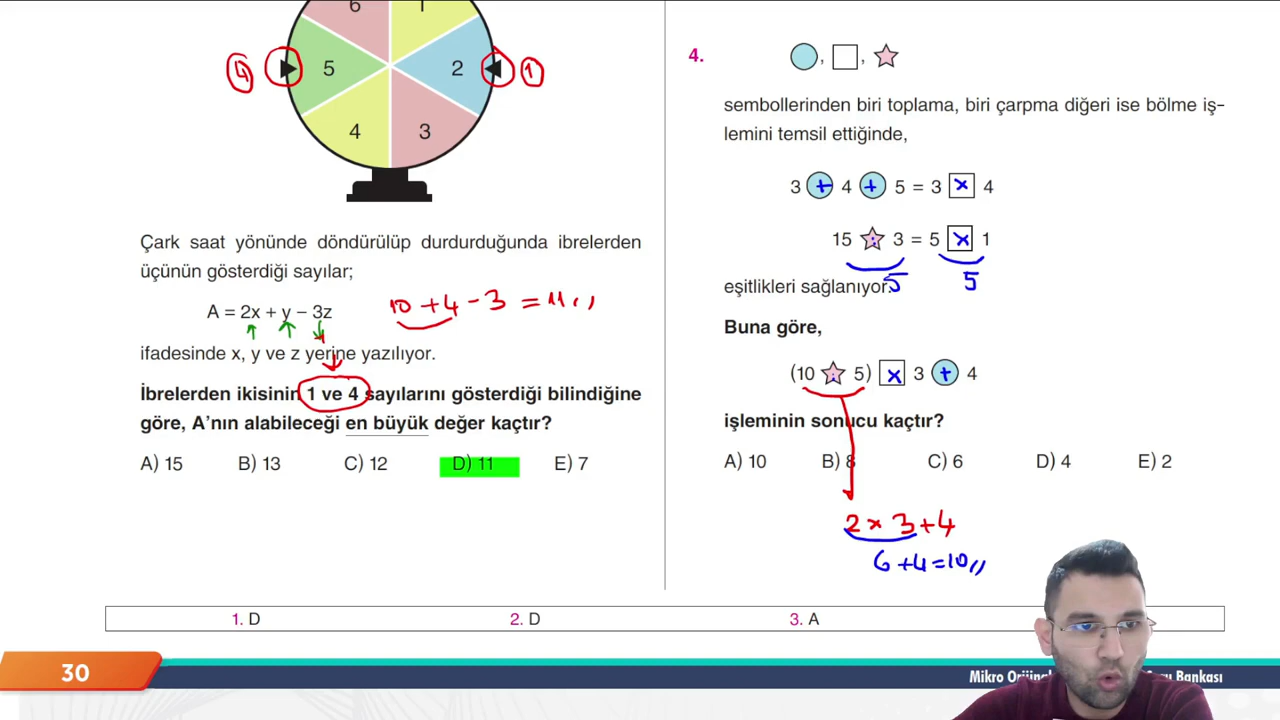 6 1
5 2
4 3
4
1
Çark saat yönünde döndürülüp durdurduğunda ibrelerden
üçünün gösterdiği sayılar;
A = 2x + y − 3z
10 + 4 − 3 = 11
ifadesinde x, y ve z yerine yazılıyor.
İbrelerden ikisinin 1 ve 4 sayılarını gösterdiği bilindiğine
göre, A’nın alabileceği en büyük değer kaçtır?
A) 15 B) 13 C) 12 D) 11 E) 7
4.
sembollerinden biri toplama, biri çarpma diğeri ise bölme iş-
lemini temsil ettiğinde,
3 + 4 + 5 = 3 x 4
15 : 3 = 5 x 1
5 5
eşitlikleri sağlanıyor.
Buna göre,
(10 : 5) x 3 + 4
işleminin sonucu kaçtır?
A) 10 B) 8 C) 6 D) 4 E) 2
2 x 3 + 4
6 + 4 = 10
1. D 2. D 3. A
30
Mikro Orijinal Bankası